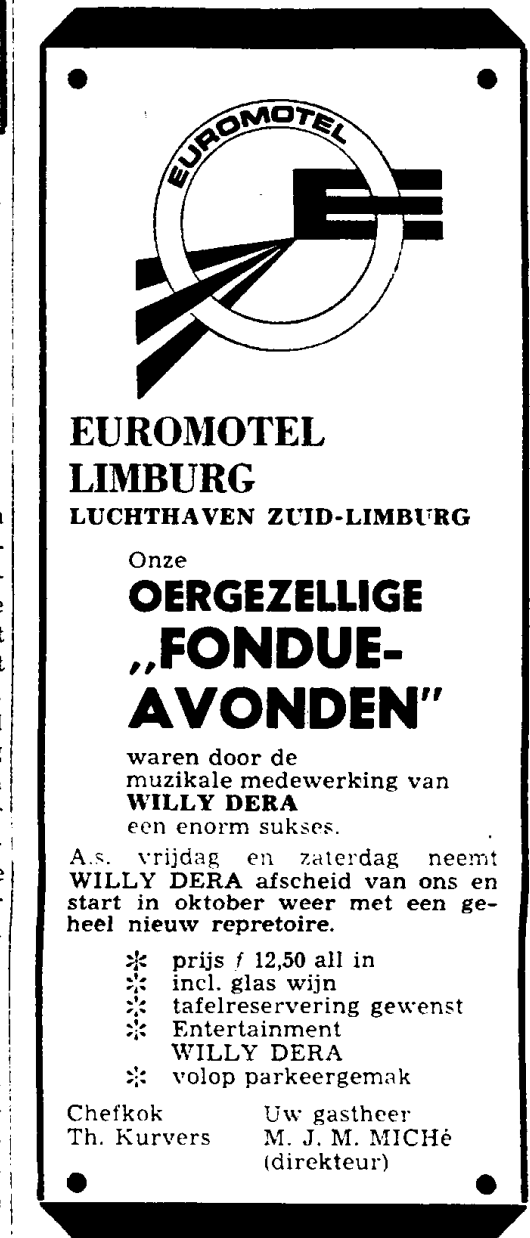 EUROMOTEL
EUROMOTEL
LIMBURG
LUCHTHAVEN ZUID-LIMBURG
Onze
OERGEZELLIGE
,,FONDUE-
AVONDEN"
waren door de
muzikale medewerking van
WILLY DERA
een enorm sukses.
A.s. vrijdag en zaterdag neemt
WILLY DERA afscheid van ons en
start in oktober weer met een ge-
heel nieuw repretoire.
* prijs f 12,50 all in
* incl. glas wijn
* tafelreservering gewenst
* Entertainment
WILLY DERA
* volop parkeergemak
Chefkok Uw gastheer
Th. Kurvers M. J. M. MICHé
(direkteur)